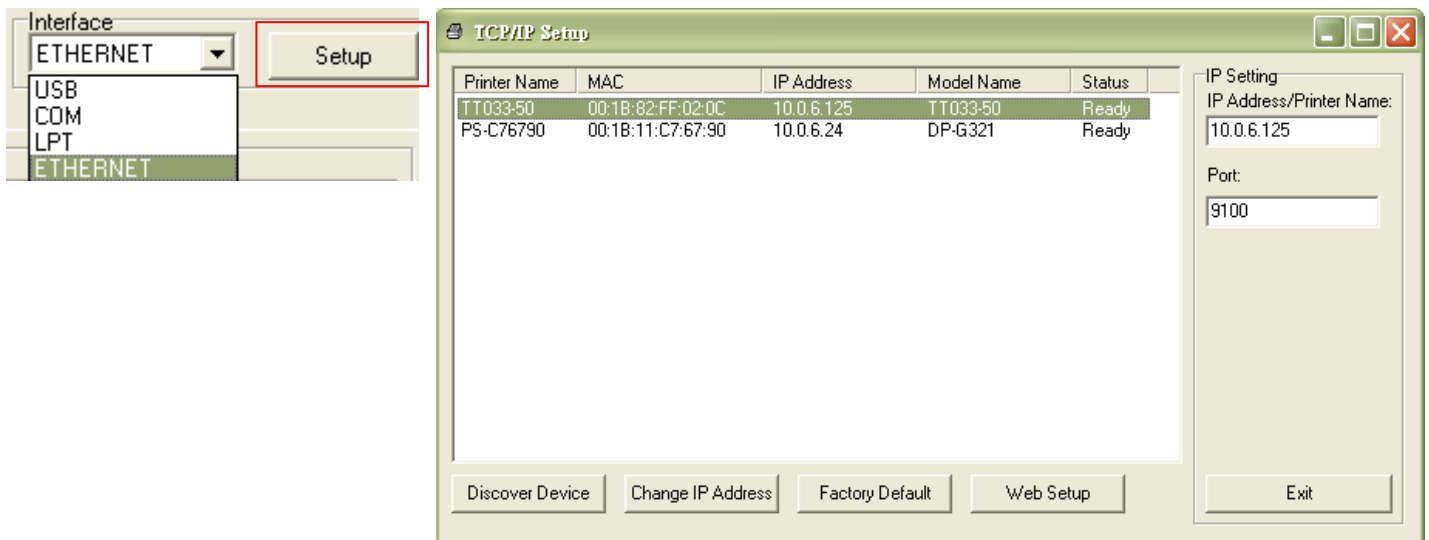 Interface
ETHERNET
Setup
USB
COM
LPT
ETHERNET
TCP/IP Setup
Printer Name MAC IP Address Model Name Status
TT033-50 00:1B:82:FF:02:0C 10.0.6.125 TT033-50 Ready
PS-C76790 00:1B:11:C7:67:90 10.0.6.24 DP-G321 Ready
IP Setting
IP Address/Printer Name:
10.0.6.125
Port:
9100
Discover Device Change IP Address Factory Default Web Setup Exit